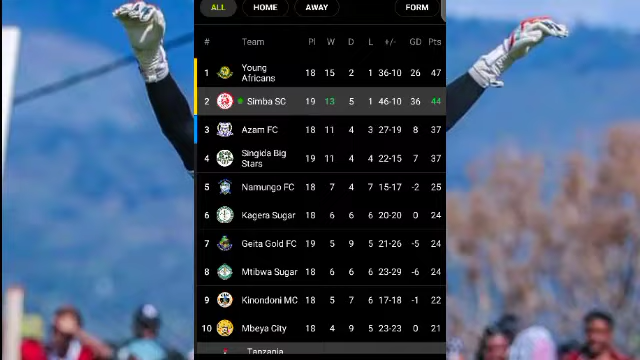 ALL HOME AWAY FORM
# Team Pl W D L +/- GD Pts
1 Young Africans 18 15 2 1 36-10 26 47
2 Simba SC 19 13 5 1 46-10 36 44
3 Azam FC 18 11 4 3 27-19 8 37
4 Singida Big Stars 19 11 4 4 22-15 7 37
5 Namungo FC 18 7 4 7 15-17 -2 25
6 Kagera Sugar 18 6 6 6 20-20 0 24
7 Geita Gold FC 19 5 9 5 21-26 -5 24
8 Mtibwa Sugar 18 6 6 6 23-29 -6 24
9 Kinondoni MC 18 5 7 6 17-18 -1 22
10 Mbeya City 18 4 9 5 23-23 0 21
Tanzania